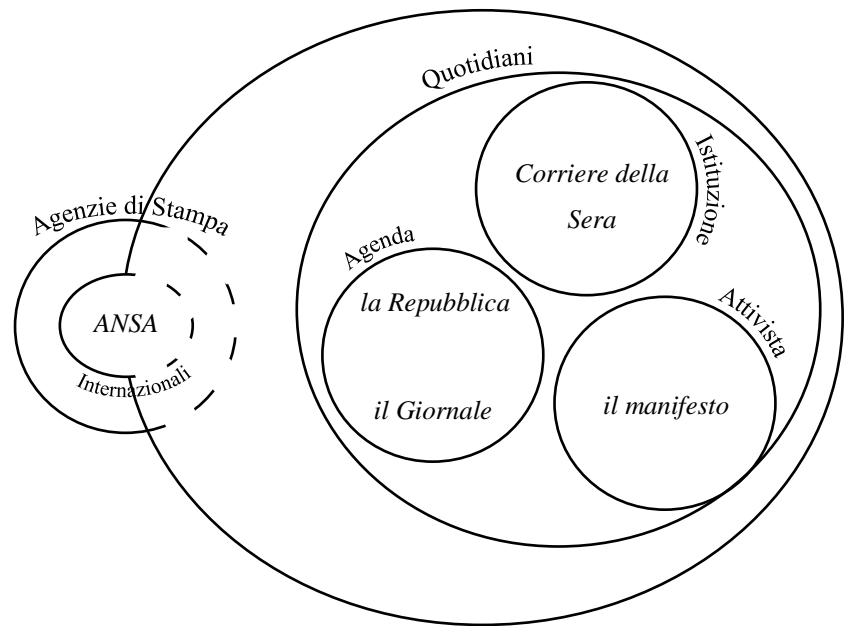 Quotidiani
Istituzione
Corriere della
Sera
Agenzie di Stampa
Agenda
la Repubblica
il Giornale
Attivista
il manifesto
ANSA
Internazionali